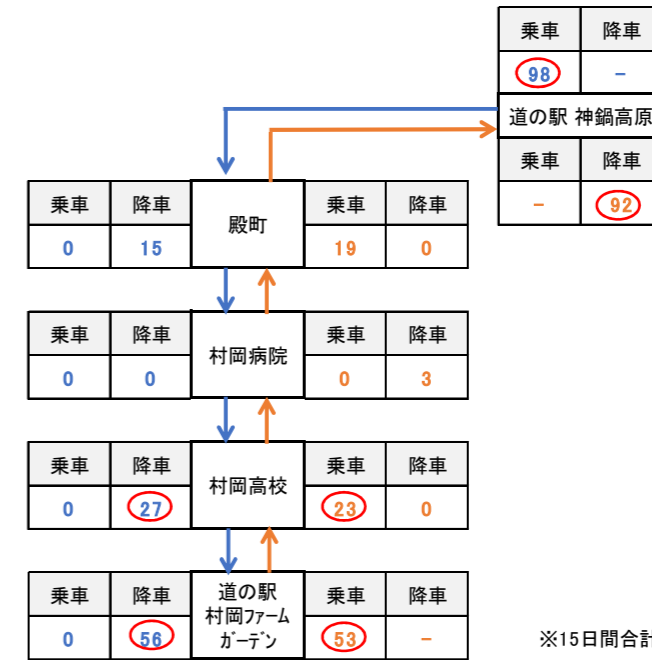 乗車 降車
98 -
道の駅 神鍋高原
乗車 降車
- 92
乗車 降車 殿町 乗車 降車
0 15 19 0
乗車 降車 村岡病院 乗車 降車
0 0 0 3
乗車 降車 村岡高校 乗車 降車
0 27 23 0
乗車 降車 道の駅 乗車 降車
村岡ファーム
0 56 ガーデン 53 -
※15日間合計